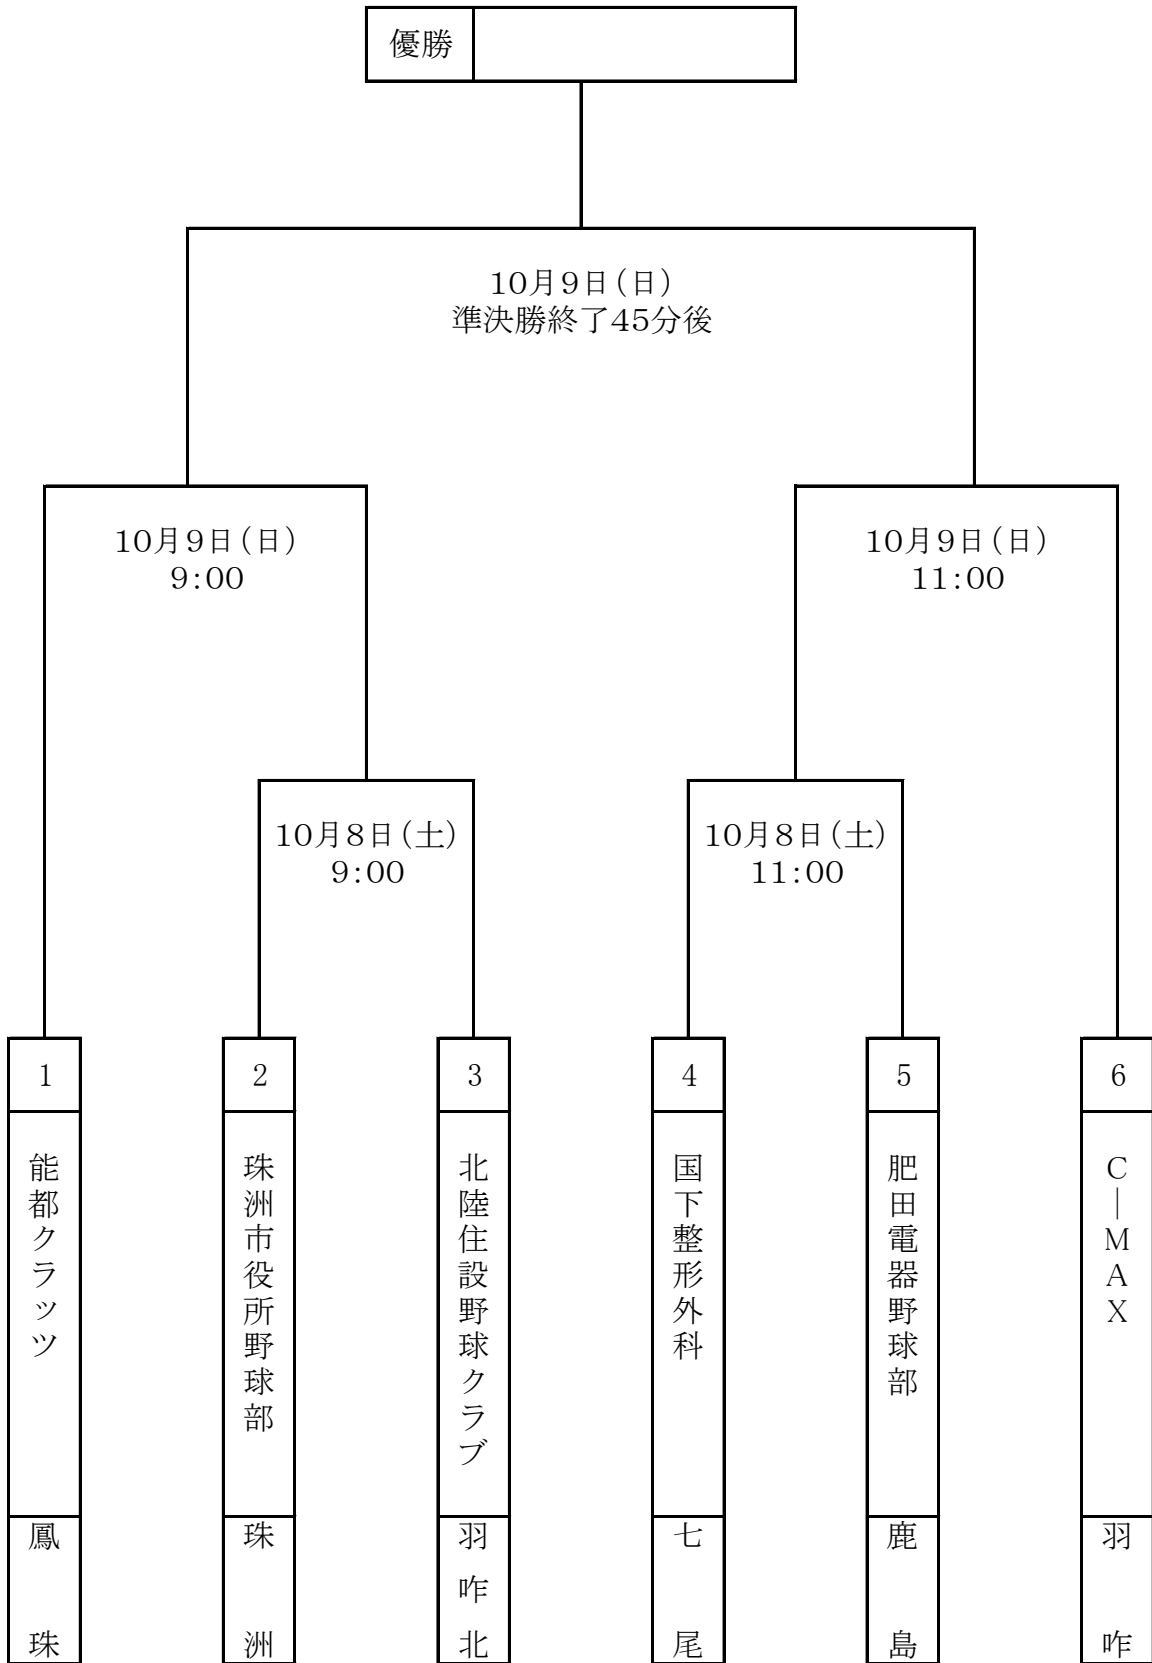 優勝
10月9日(日)
準決勝終了45分後
10月9日(日)
9:00
10月9日(日)
11:00
10月8日(土)
9:00
10月8日(土)
11:00
1
2
3
4
5
6
能都クラッツ
珠洲市役所野球部
北陸住設野球クラブ
国下整形外科
肥田電器野球部
C―MAX
鳳珠
珠洲
羽咋北
七尾
鹿島
羽咋